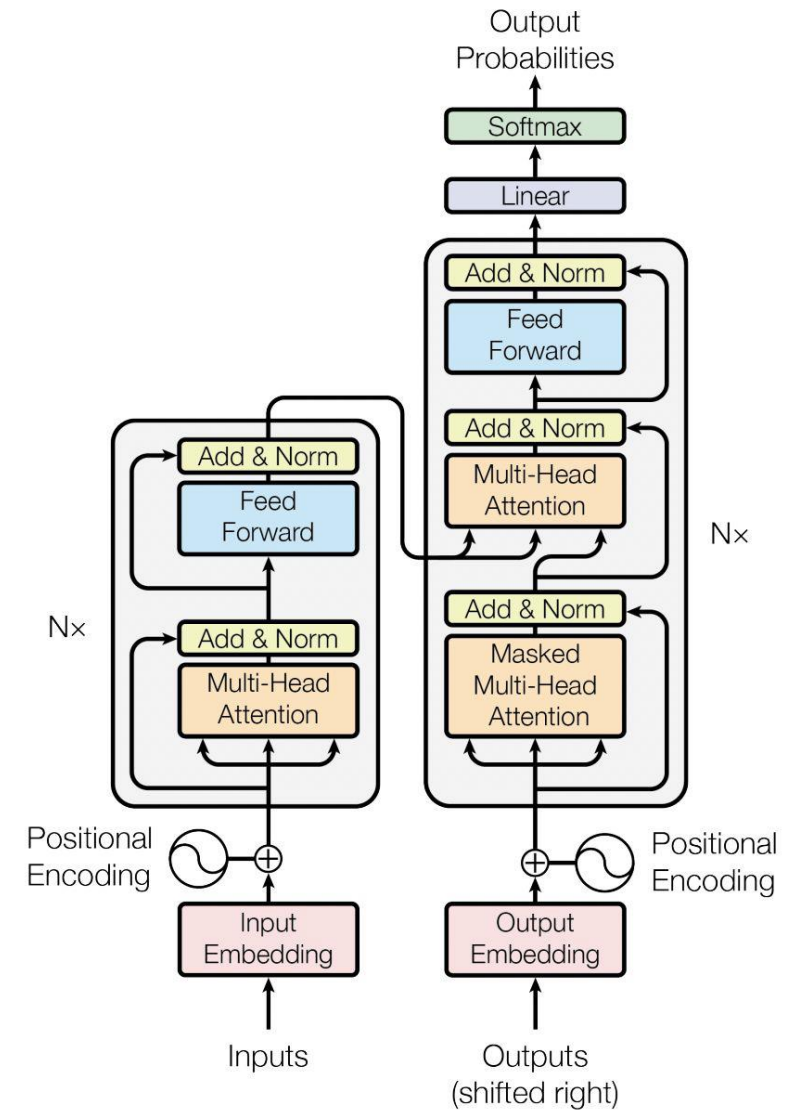 Output
Probabilities
Softmax
Linear
Add & Norm
Feed
Forward
Add & Norm
Multi-Head
Attention
Nx
Add & Norm
Masked
Multi-Head
Attention
Positional
Encoding
Output
Embedding
Outputs
(shifted right)
Add & Norm
Feed
Forward
Nx
Add & Norm
Multi-Head
Attention
Positional
Encoding
Input
Embedding
Inputs